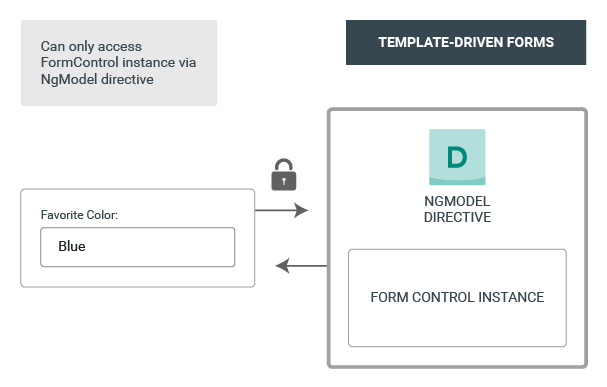 Can only access
FormControl instance via
NgModel directive
TEMPLATE-DRIVEN FORMS
D
NGMODEL
DIRECTIVE
Favorite Color:
Blue
FORM CONTROL INSTANCE